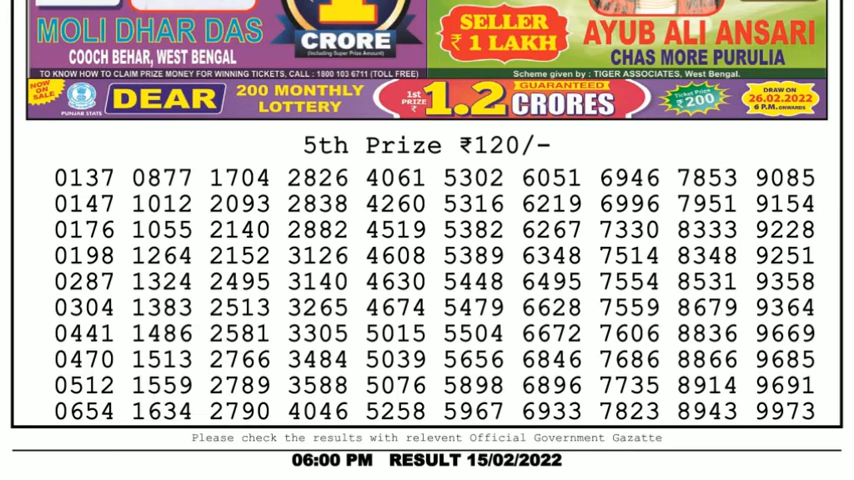 1
CRORE
(Including Super Prize Amount)
MOLI DHAR DAS
COOCH BEHAR, WEST BENGAL
TO KNOW HOW TO CLAIM PRIZE MONEY FOR WINNING TICKETS. CALL : 1800 103 6711 (TOLL FREE)
SELLER
₹ 1 LAKH
AYUB ALI ANSARI
CHAS MORE PURULIA
Scheme given by : TIGER ASSOCIATES, West Bengal.
NOW ON SALE
PUNJAB STATE
DEAR
200 MONTHLY
LOTTERY
1st
PRIZE ₹
1.2
GUARANTEED
CRORES
Ticket Price
₹200
DRAW ON
26.02.2022
6 P.M. ONWARDS
5th Prize ₹120/-
0137 0877 1704 2826 4061 5302 6051 6946 7853 9085
0147 1012 2093 2838 4260 5316 6219 6996 7951 9154
0176 1055 2140 2882 4519 5382 6267 7330 8333 9228
0198 1264 2152 3126 4608 5389 6348 7514 8348 9251
0287 1324 2495 3140 4630 5448 6495 7554 8531 9358
0304 1383 2513 3265 4674 5479 6628 7559 8679 9364
0441 1486 2581 3305 5015 5504 6672 7606 8836 9669
0470 1513 2766 3484 5039 5656 6846 7686 8866 9685
0512 1559 2789 3588 5076 5898 6896 7735 8914 9691
0654 1634 2790 4046 5258 5967 6933 7823 8943 9973
Please check the results with relevent Official Government Gazatte
06:00 PM RESULT 15/02/2022